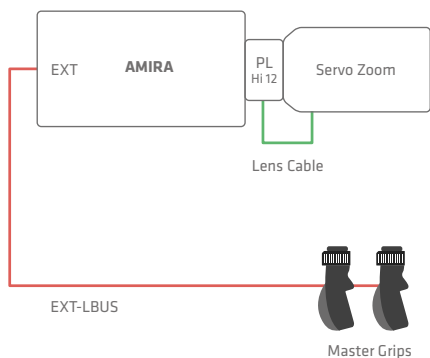 EXT
AMIRA
PL
Hi 12
Servo Zoom
Lens Cable
EXT-LBUS
Master Grips